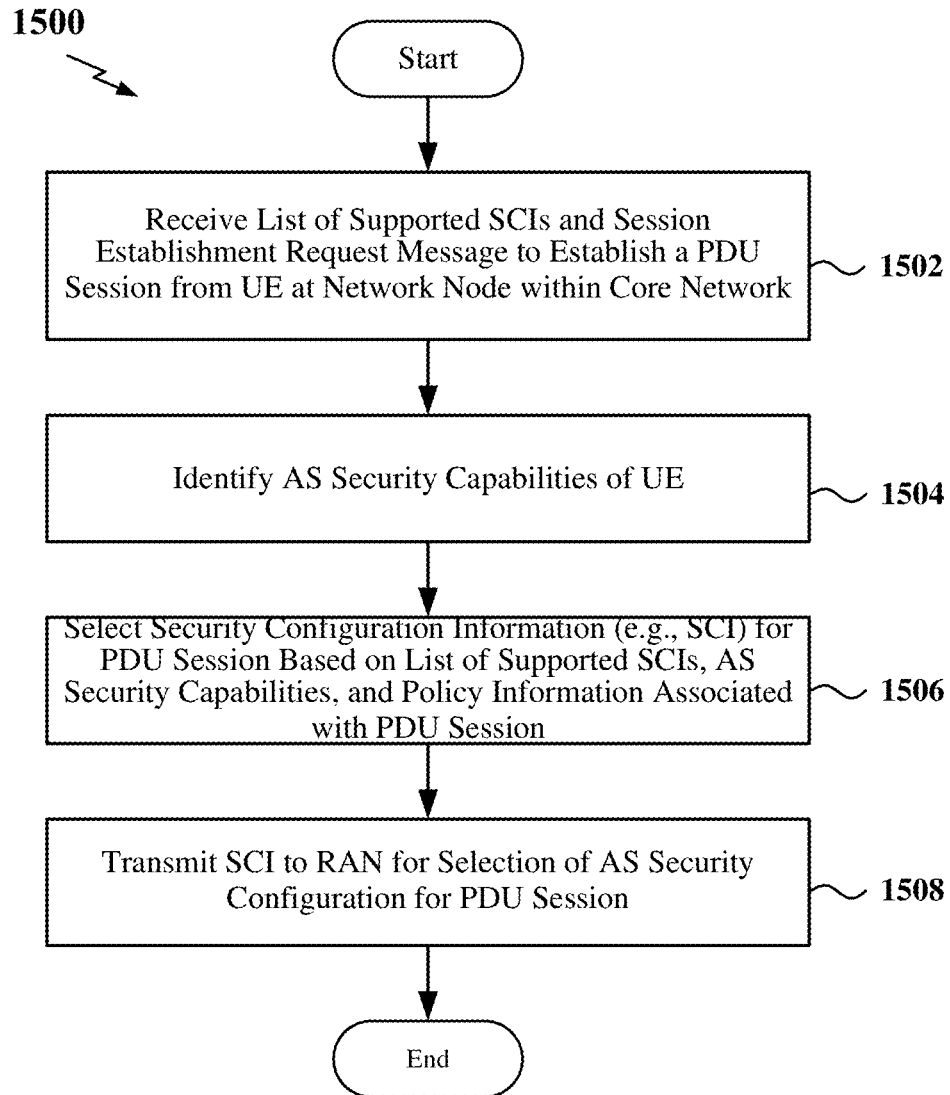 1500
Start
Receive List of Supported SCIs and Session
Establishment Request Message to Establish a PDU
Session from UE at Network Node within Core Network
1502
Identify AS Security Capabilities of UE
1504
Select Security Configuration Information (e.g., SCI) for
PDU Session Based on List of Supported SCIs, AS
Security Capabilities, and Policy Information Associated
with PDU Session
1506
Transmit SCI to RAN for Selection of AS Security
Configuration for PDU Session
1508
End